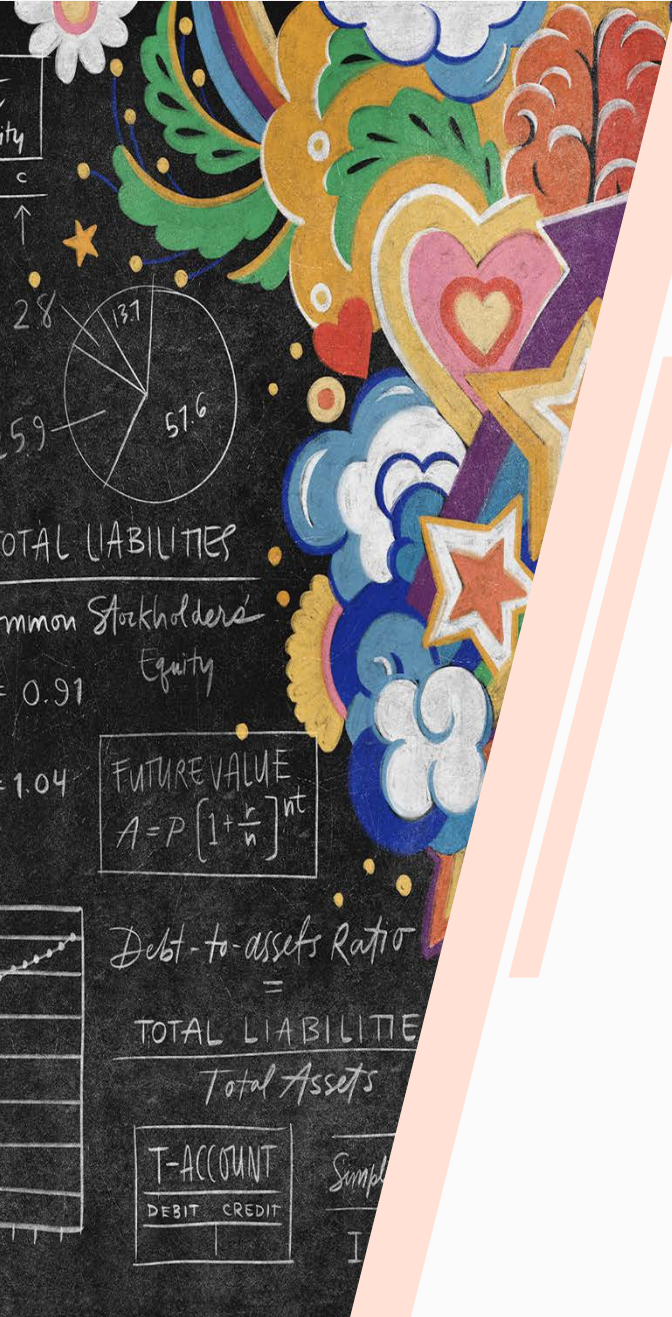 ity
C
28
13.7
57.6
25.9
OTAL LIABILITIES
mmon Stockholders'
Equity
= 0.91
= 1.04
FUTURE VALUE
A=P[1+r/n]^nt
Debt-to-assets Ratio
=
TOTAL LIABILITIE
Total Assets
T-ACCOUNT
DEBIT CREDIT
Simpl
I